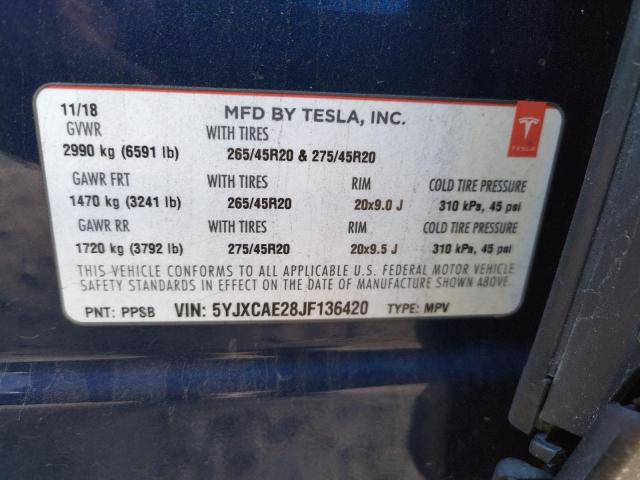 11/18 MFD BY TESLA, INC.
GVWR WITH TIRES
2990 kg (6591 lb) 265/45R20 & 275/45R20
TESLA
GAWR FRT WITH TIRES RIM COLD TIRE PRESSURE
1470 kg (3241 lb) 265/45R20 20x9.0 J 310 kPa, 45 psi
GAWR RR WITH TIRES RIM COLD TIRE PRESSURE
1720 kg (3792 lb) 275/45R20 20x9.5 J 310 kPa, 45 psi
THIS VEHICLE CONFORMS TO ALL APPLICABLE U.S. FEDERAL MOTOR VEHICLE
SAFETY STANDARDS IN EFFECT ON THE DATE OF MANUFACTURE SHOWN ABOVE.
PNT: PPSB VIN: 5YJXCAE28JF136420 TYPE: MPV